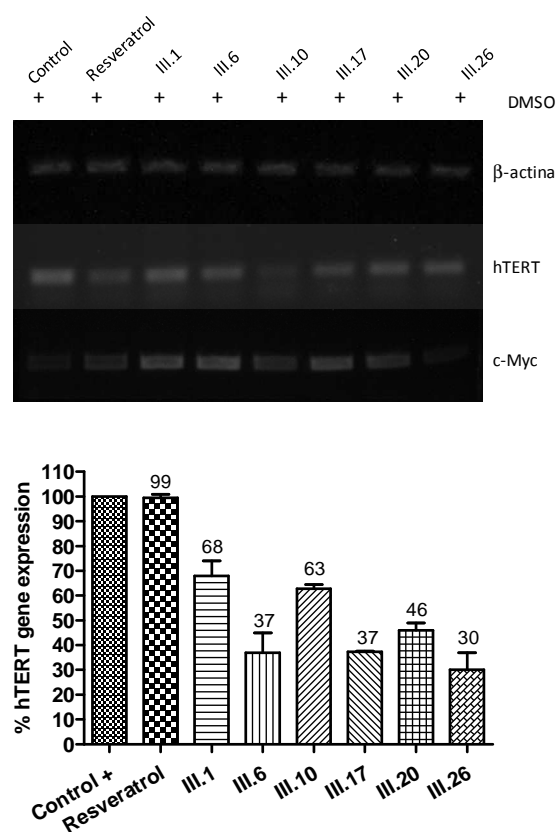 Control Resveratrol III.1 III.6 III.10 III.17 III.20 III.26
+ + + + + + + + DMSO
β-actina
hTERT
c-Myc
% hTERT gene expression
110
100
90
80
70
60
50
40
30
20
10
0
99
68
37
63
37
46
30
Control + Resveratrol III.1 III.6 III.10 III.17 III.20 III.26